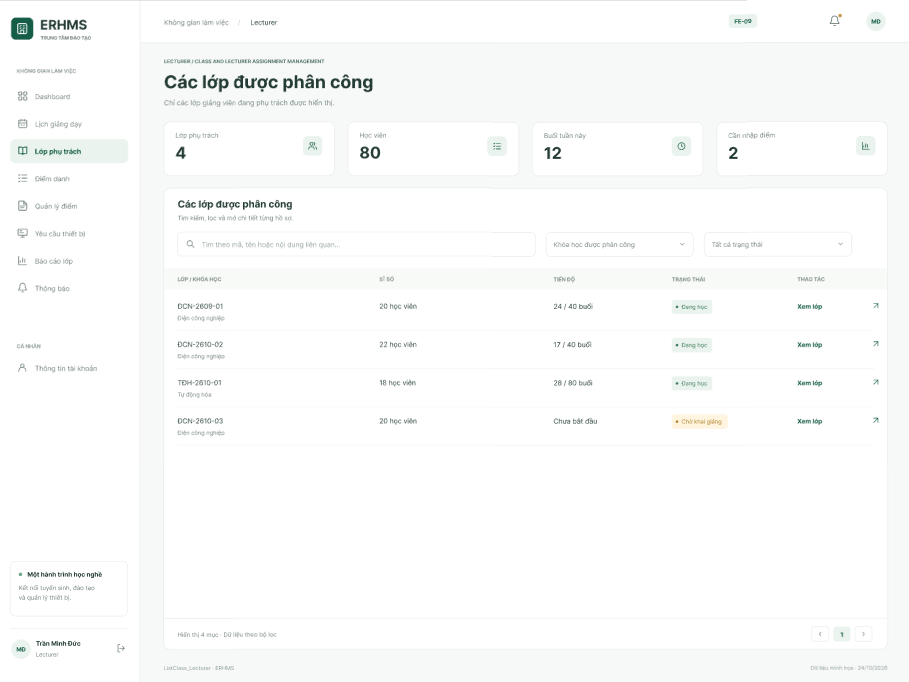 ERHMS
TRUNG TÂM ĐÀO TẠO
KHÔNG GIAN LÀM VIỆC
Dashboard
Lịch giảng dạy
Lớp phụ trách
Điểm danh
Quản lý điểm
Yêu cầu thiết bị
Báo cáo lớp
Thông báo
CÁ NHÂN
Thông tin tài khoản
Một hành trình học nghề
Kết nối tuyển sinh, đào tạo
và quản lý thiết bị.
MĐ
Trần Minh Đức
Lecturer
Không gian làm việc / Lecturer
FE-09
MĐ
LECTURER / CLASS AND LECTURER ASSIGNMENT MANAGEMENT
Các lớp được phân công
Chỉ các lớp giảng viên đang phụ trách được hiển thị.
Lớp phụ trách
4
Học viên
80
Buổi tuần này
12
Cần nhập điểm
2
Các lớp được phân công
Tìm kiếm, lọc và mở chi tiết từng hồ sơ.
Tìm theo mã, tên hoặc nội dung liên quan...
Khóa học được phân công
Tất cả trạng thái
LỚP / KHÓA HỌC SĨ SỐ TIẾN ĐỘ TRẠNG THÁI THAO TÁC
ĐCN-2609-01 20 học viên 24 / 40 buổi Đang học Xem lớp
Điện công nghiệp
ĐCN-2610-02 22 học viên 17 / 40 buổi Đang học Xem lớp
Điện công nghiệp
TĐH-2610-01 18 học viên 28 / 80 buổi Đang học Xem lớp
Tự động hóa
ĐCN-2610-03 20 học viên Chưa bắt đầu Chờ khai giảng Xem lớp
Điện công nghiệp
Hiển thị 4 mục · Dữ liệu theo bộ lọc
1
ListClass_Lecturer · ERHMS
Dữ liệu minh họa · 24/10/2026